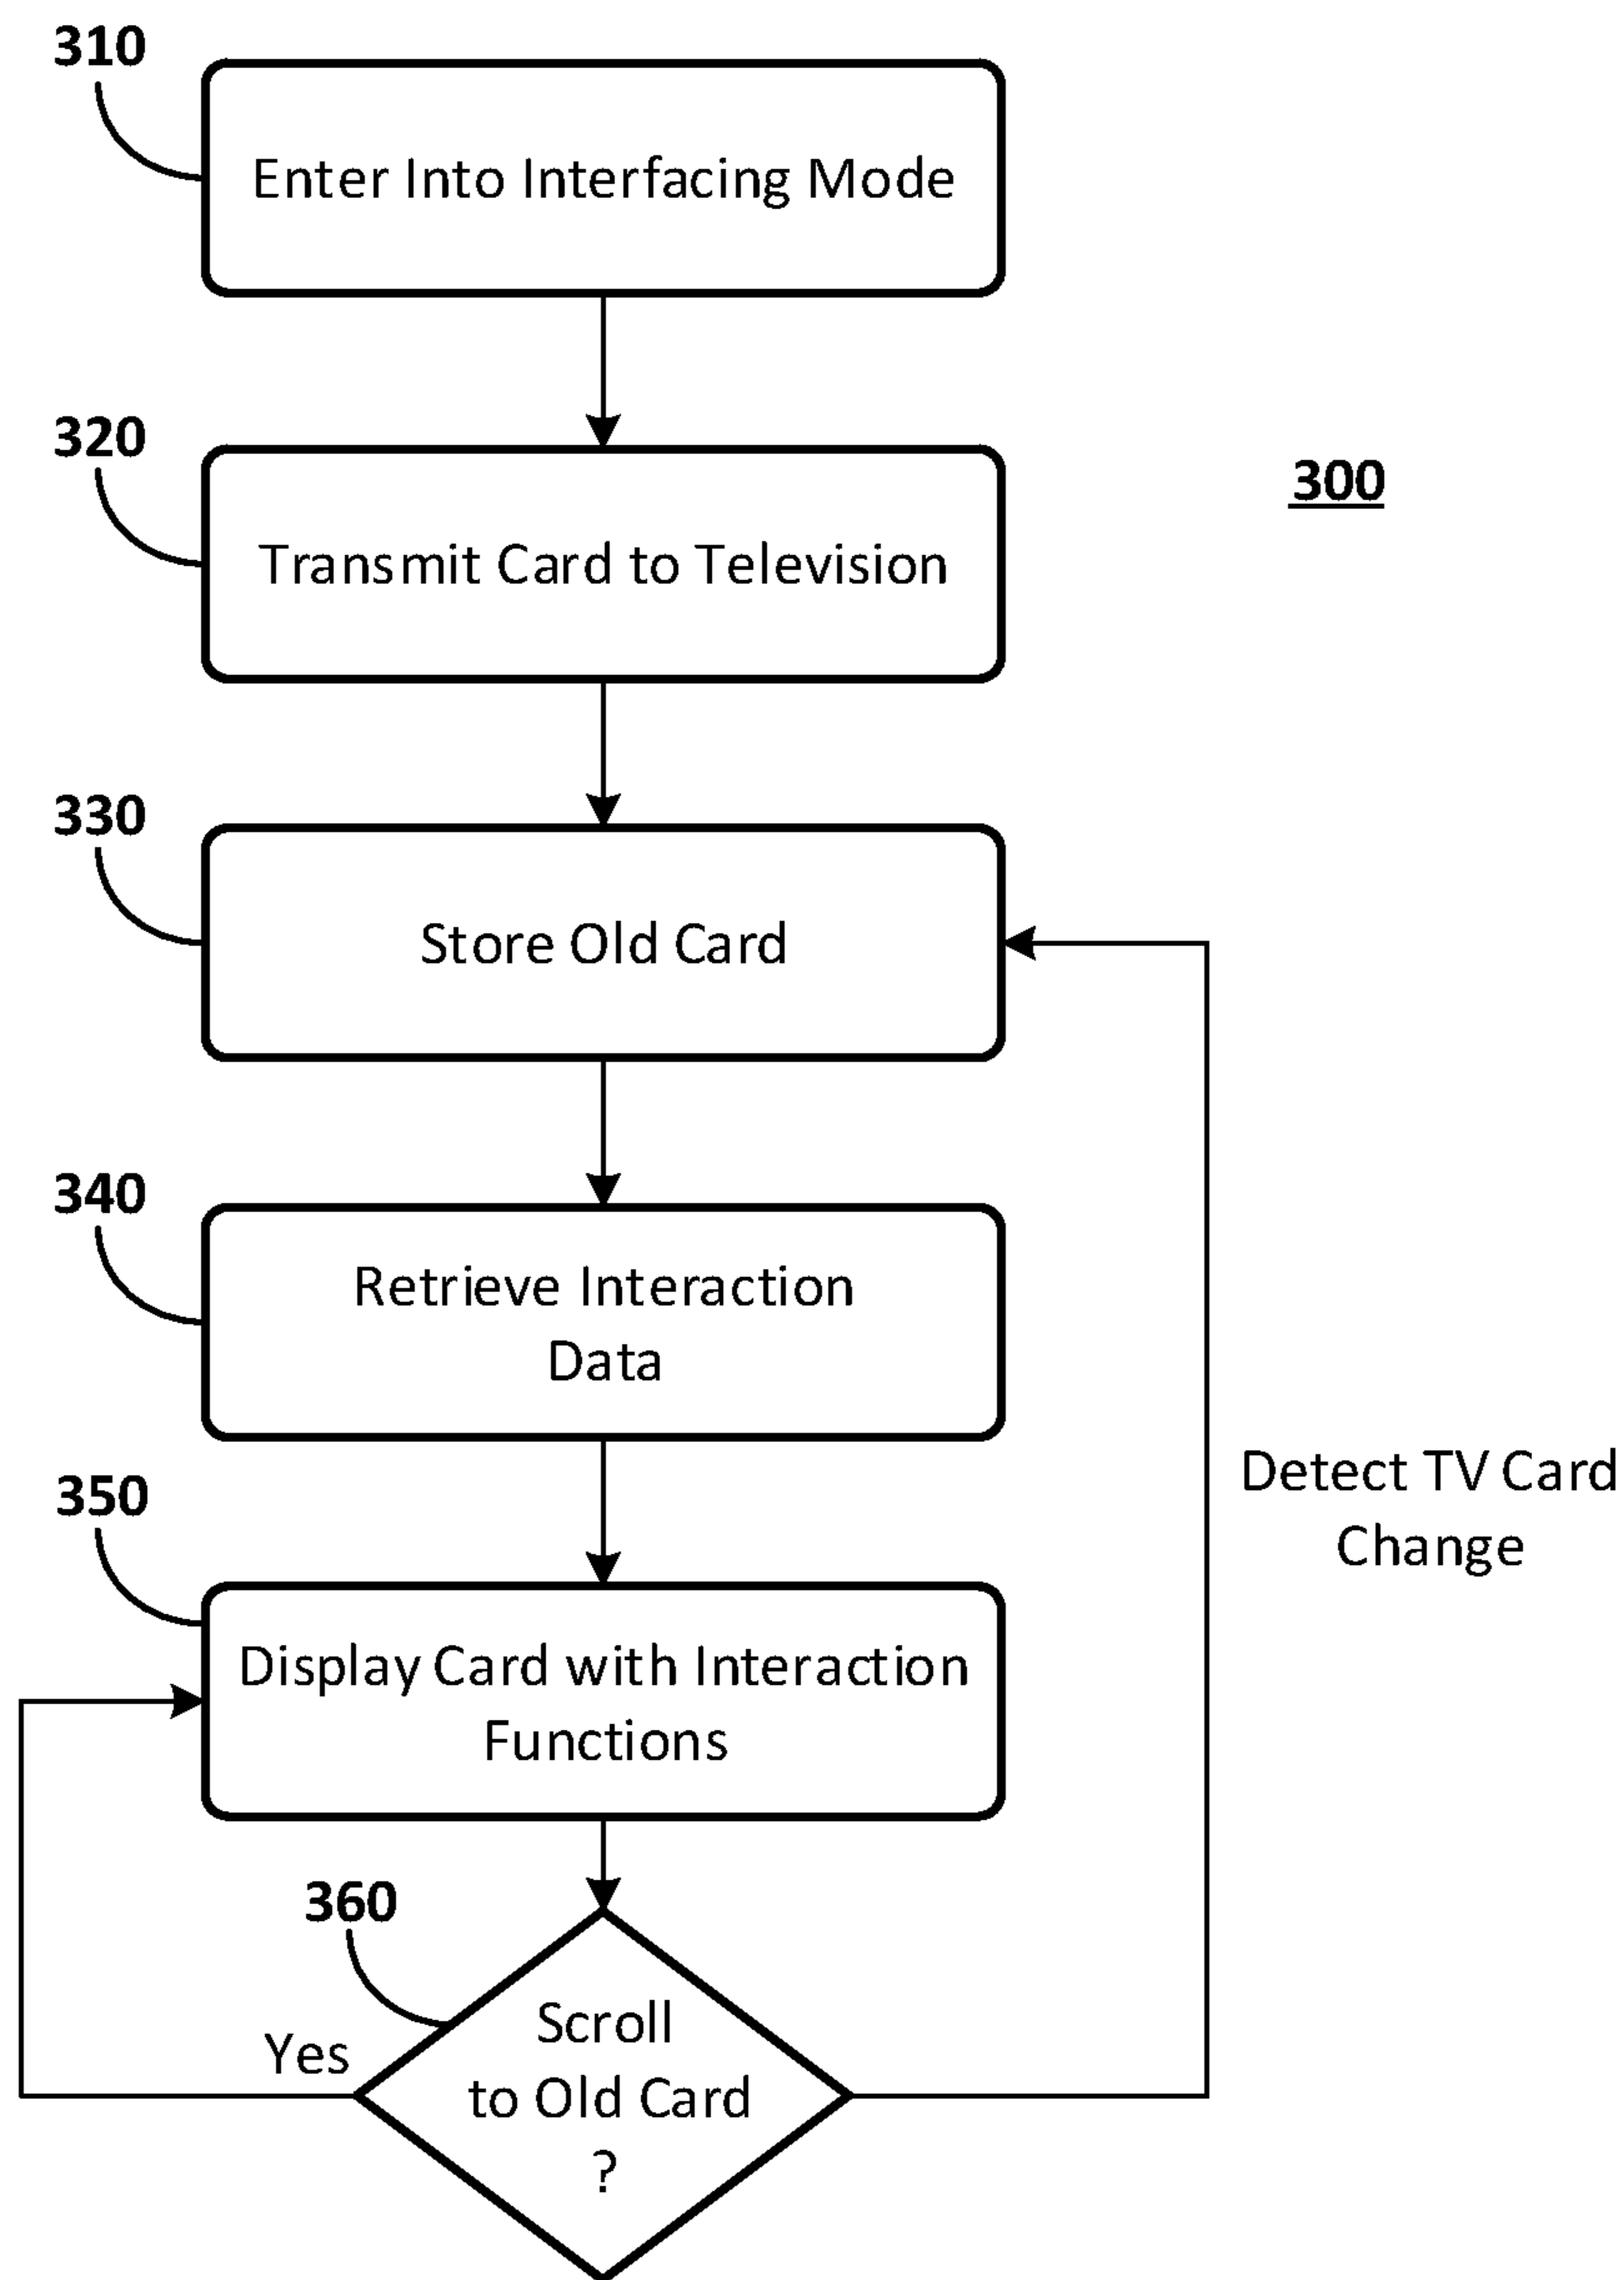 310
Enter Into Interfacing Mode
320
300
Transmit Card to Television
330
Store Old Card
340
Retrieve Interaction
Data
350
Detect TV Card
Change
Display Card with Interaction
Functions
360
Yes
Scroll
to Old Card
?